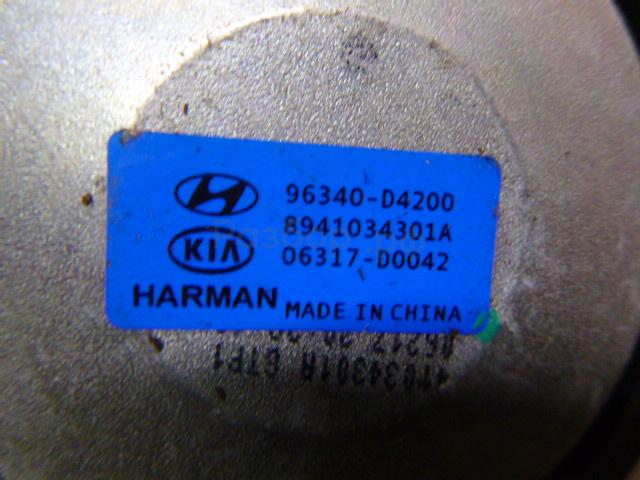 96340-D4200
8941034301A
KIA
06317-D0042
HARMAN MADE IN CHINA